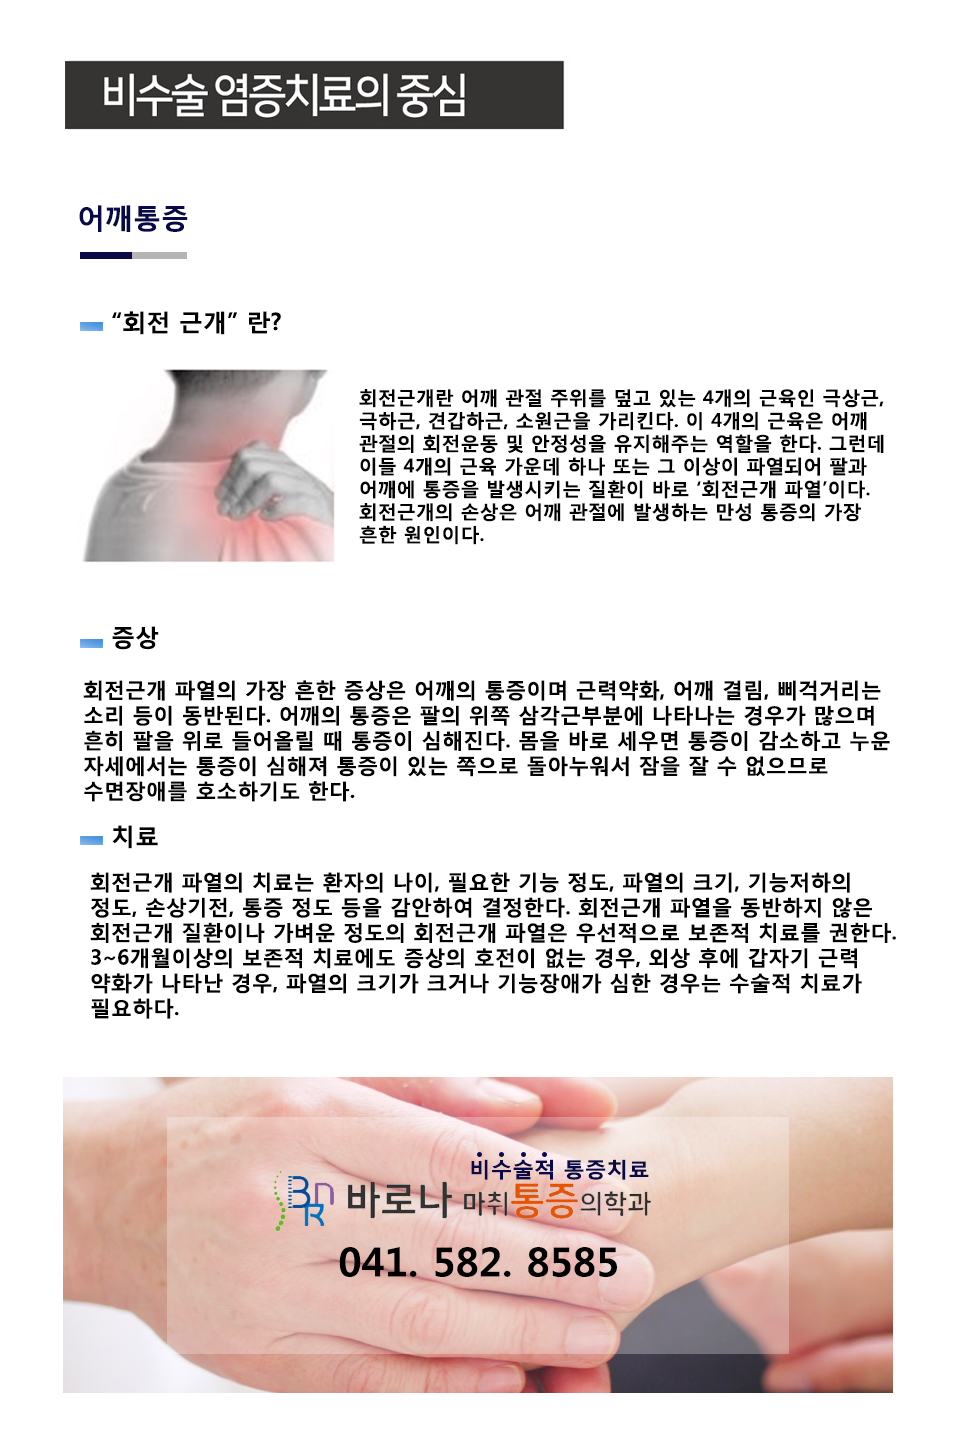 비수술 염증치료의 중심
어깨통증
“회전 근개” 란?
회전근개란 어깨 관절 주위를 덮고 있는 4개의 근육인 극상근,
극하근, 견갑하근, 소원근을 가리킨다. 이 4개의 근육은 어깨
관절의 회전운동 및 안정성을 유지해주는 역할을 한다. 그런데
이들 4개의 근육 가운데 하나 또는 그 이상이 파열되어 팔과
어깨에 통증을 발생시키는 질환이 바로 ‘회전근개 파열’이다.
회전근개의 손상은 어깨 관절에 발생하는 만성 통증의 가장
흔한 원인이다.
증상
회전근개 파열의 가장 흔한 증상은 어깨의 통증이며 근력약화, 어깨 결림, 삐걱거리는
소리 등이 동반된다. 어깨의 통증은 팔의 위쪽 삼각근부분에 나타나는 경우가 많으며
흔히 팔을 위로 들어올릴 때 통증이 심해진다. 몸을 바로 세우면 통증이 감소하고 누운
자세에서는 통증이 심해져 통증이 있는 쪽으로 돌아누워서 잠을 잘 수 없으므로
수면장애를 호소하기도 한다.
치료
회전근개 파열의 치료는 환자의 나이, 필요한 기능 정도, 파열의 크기, 기능저하의
정도, 손상기전, 통증 정도 등을 감안하여 결정한다. 회전근개 파열을 동반하지 않은
회전근개 질환이나 가벼운 정도의 회전근개 파열은 우선적으로 보존적 치료를 권한다.
3~6개월이상의 보존적 치료에도 증상의 호전이 없는 경우, 외상 후에 갑자기 근력
약화가 나타난 경우, 파열의 크기가 크거나 기능장애가 심한 경우는 수술적 치료가
필요하다.
비수술적 통증치료
바로나 마취통증의학과
041. 582. 8585